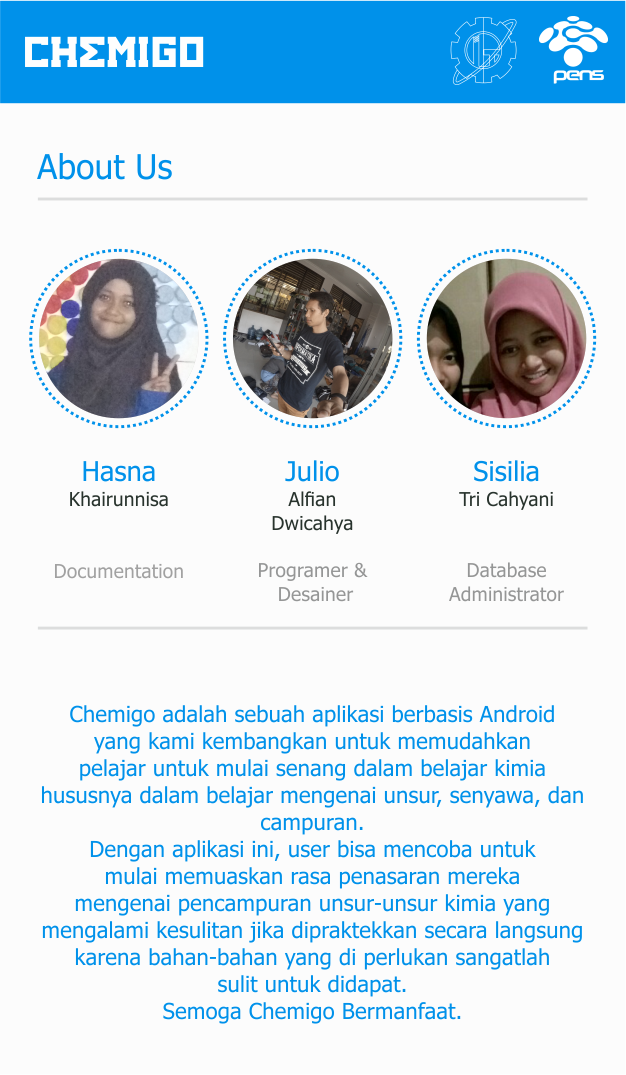 CHEMIGO
pens
About Us
Hasna
Khairunnisa
Documentation
Julio
Alfian
Dwicahya
Programer &
Desainer
Sisilia
Tri Cahyani
Database
Administrator
Chemigo adalah sebuah aplikasi berbasis Android
yang kami kembangkan untuk memudahkan
pelajar untuk mulai senang dalam belajar kimia
hususnya dalam belajar mengenai unsur, senyawa, dan
campuran.
Dengan aplikasi ini, user bisa mencoba untuk
mulai memuaskan rasa penasaran mereka
mengenai pencampuran unsur-unsur kimia yang
mengalami kesulitan jika dipraktekkan secara langsung
karena bahan-bahan yang di perlukan sangatlah
sulit untuk didapat.
Semoga Chemigo Bermanfaat.